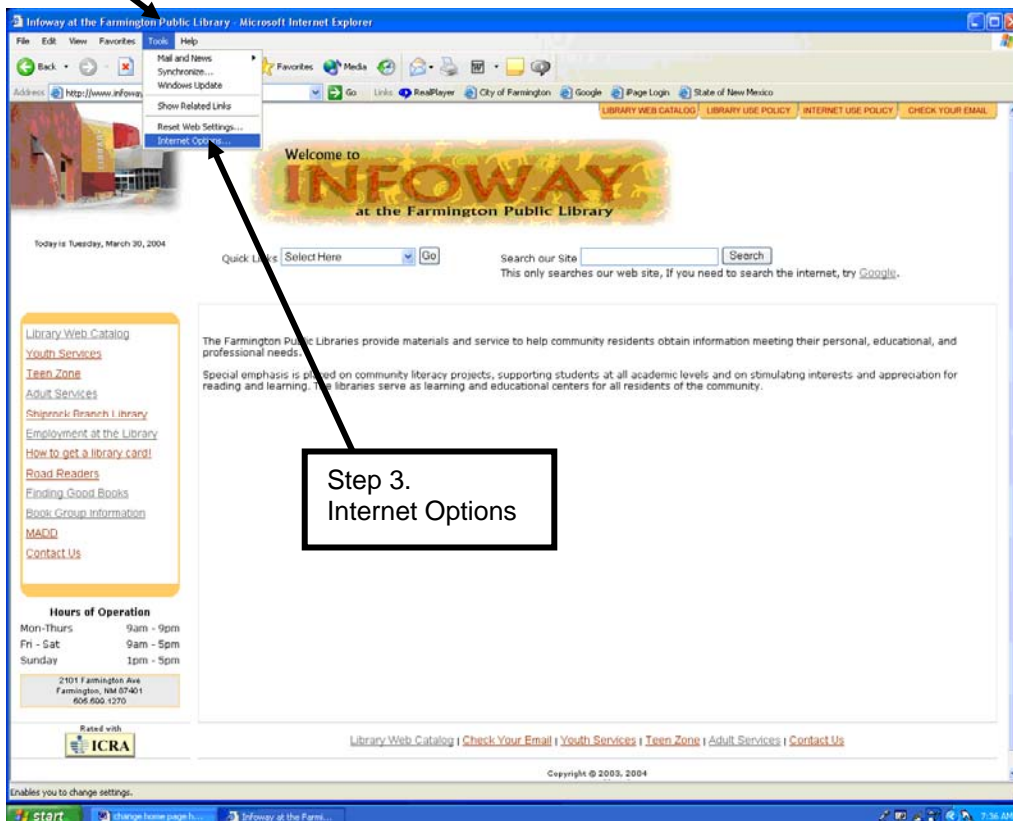 Infoway at the Farmington Public Library - Microsoft Internet Explorer
File Edit View Favorites Tools Help
Back Favorites Media
Mail and News
Synchronize...
Windows Update
Show Related Links
Reset Web Settings...
Internet Options...
Address http://www.infoway Go Links RealPlayer City of Farmington Google iPage Login State of New Mexico
LIBRARY WEB CATALOG LIBRARY USE POLICY INTERNET USE POLICY CHECK YOUR EMAIL
LIBRARY
Welcome to
INFOWAY
at the Farmington Public Library
Today is Tuesday, March 30, 2004
Quick Links Select Here Go Search our Site Search
This only searches our web site, If you need to search the internet, try Google.
Library Web Catalog
Youth Services
Teen Zone
Adult Services
Shiprock Branch Library
Employment at the Library
How to get a library card!
Road Readers
Finding Good Books
Book Group Information
MADD
Contact Us
The Farmington Public Libraries provide materials and service to help community residents obtain information meeting their personal, educational, and
professional needs.
Special emphasis is placed on community literacy projects, supporting students at all academic levels and on stimulating interests and appreciation for
reading and learning. The libraries serve as learning and educational centers for all residents of the community.
Step 3.
Internet Options
Hours of Operation
Mon-Thurs 9am - 9pm
Fri - Sat 9am - 5pm
Sunday 1pm - 5pm
2101 Farmington Ave
Farmington, NM 87401
Rated with
ICRA
Library Web Catalog | Check Your Email | Youth Services | Teen Zone | Adult Services | Contact Us
Copyright @ 2003, 2004
Enables you to change settings.
start change home page h... Infoway at the Farmi... 7:36 AM